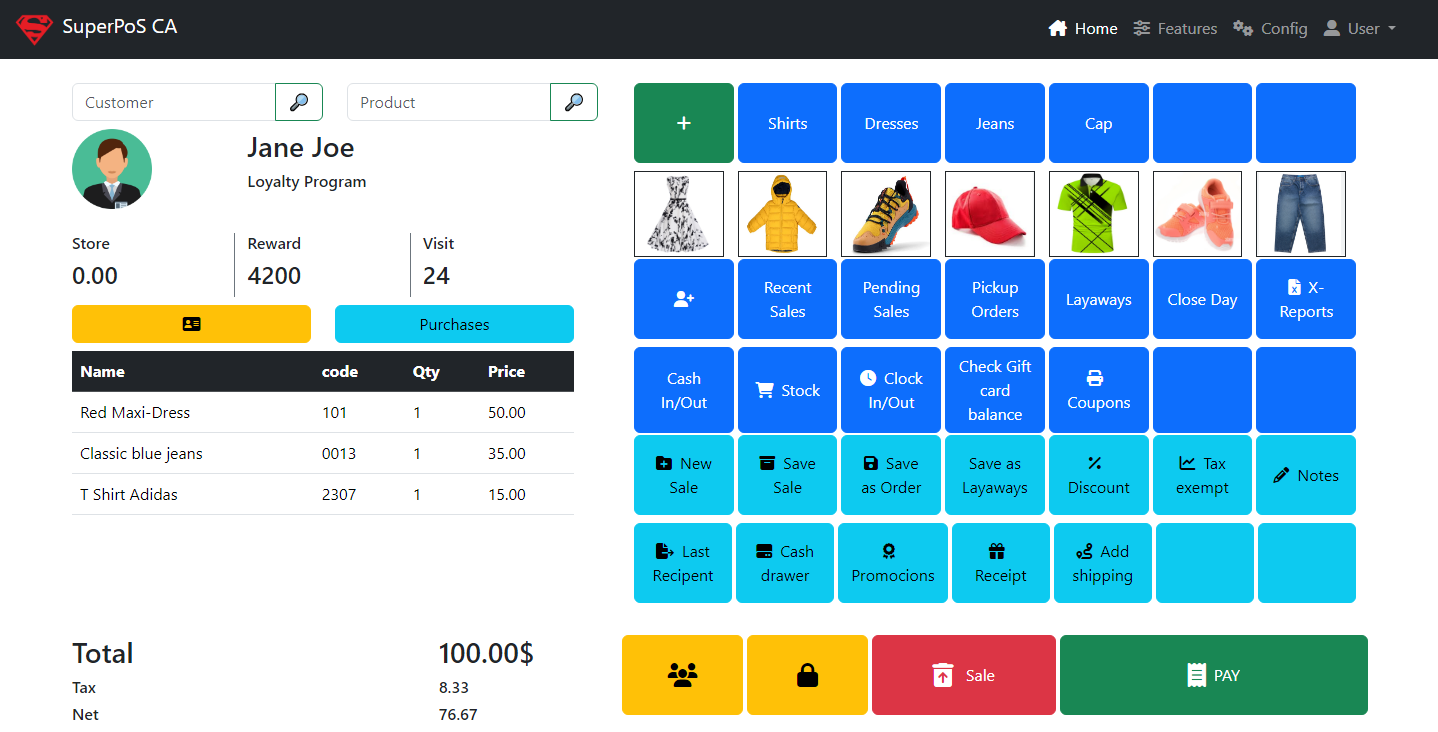 SuperPoS CA
Home Features Config User
Customer
Product
Jane Joe
Loyalty Program
Store Reward Visit
0.00 4200 24
Purchases
Name code Qty Price
Red Maxi-Dress 101 1 50.00
Classic blue jeans 0013 1 35.00
T Shirt Adidas 2307 1 15.00
Total 100.00$
Tax 8.33
Net 76.67
+ Shirts Dresses Jeans Cap
Recent
Sales
Pending
Sales
Pickup
Orders
Layaways
Close Day
X-
Reports
Cash
In/Out
Stock
Clock
In/Out
Check Gift
card
balance
Coupons
New
Sale
Save
Sale
Save
as Order
Save as
Layaways
Discount
Tax
exempt
Notes
Last
Recipent
Cash
drawer
Promocions
Receipt
Add
shipping
Sale
PAY